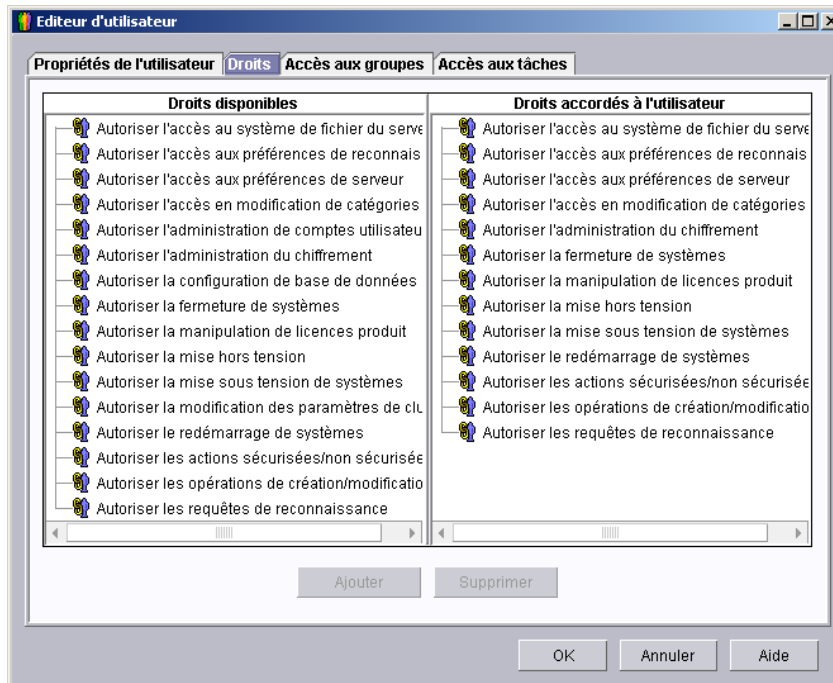 Editeur d'utilisateur
Propriétés de l'utilisateur Droits Accès aux groupes Accès aux tâches
Droits disponibles
Autoriser l'accès au système de fichier du serve
Autoriser l'accès aux préférences de reconnais
Autoriser l'accès aux préférences de serveur
Autoriser l'accès en modification de catégories
Autoriser l'administration de comptes utilisateu
Autoriser l'administration du chiffrement
Autoriser la configuration de base de données
Autoriser la fermeture de systèmes
Autoriser la manipulation de licences produit
Autoriser la mise hors tension
Autoriser la mise sous tension de systèmes
Autoriser la modification des paramètres de clu
Autoriser le redémarrage de systèmes
Autoriser les actions sécurisées/non sécurisée
Autoriser les opérations de création/modificatio
Autoriser les requêtes de reconnaissance
Droits accordés à l'utilisateur
Autoriser l'accès au système de fichier du serve
Autoriser l'accès aux préférences de reconnais
Autoriser l'accès aux préférences de serveur
Autoriser l'accès en modification de catégories
Autoriser l'administration du chiffrement
Autoriser la fermeture de systèmes
Autoriser la manipulation de licences produit
Autoriser la mise hors tension
Autoriser la mise sous tension de systèmes
Autoriser le redémarrage de systèmes
Autoriser les actions sécurisées/non sécurisée
Autoriser les opérations de création/modificatio
Autoriser les requêtes de reconnaissance
Ajouter Supprimer
OK Annuler Aide